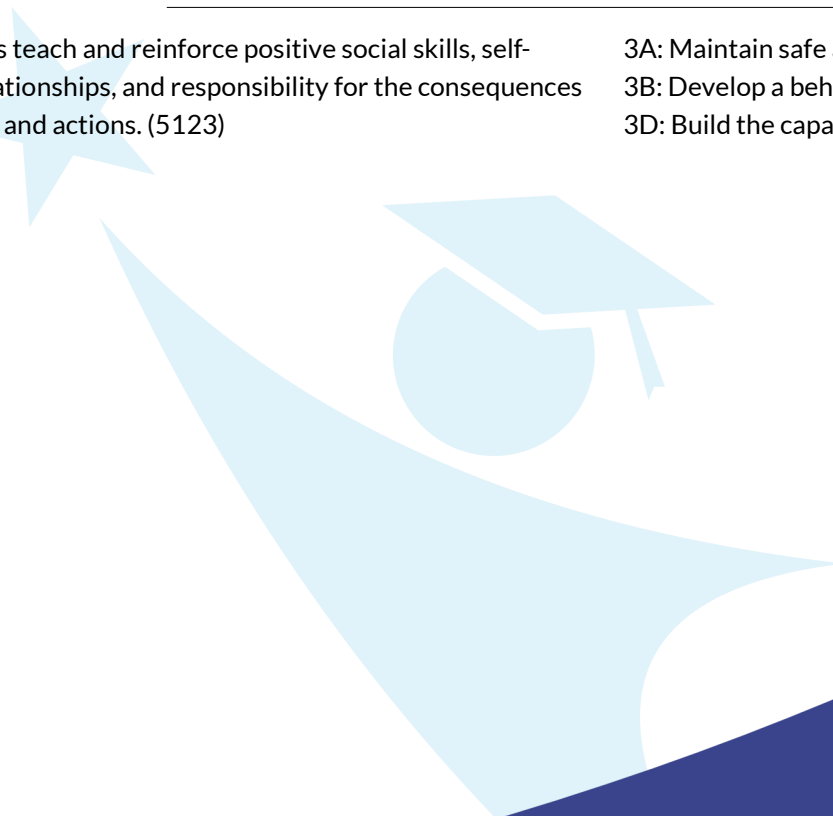 s teach and reinforce positive social skills, self-
ationships, and responsibility for the consequences
and actions. (5123)
3A: Maintain safe
3B: Develop a beh
3D: Build the capa